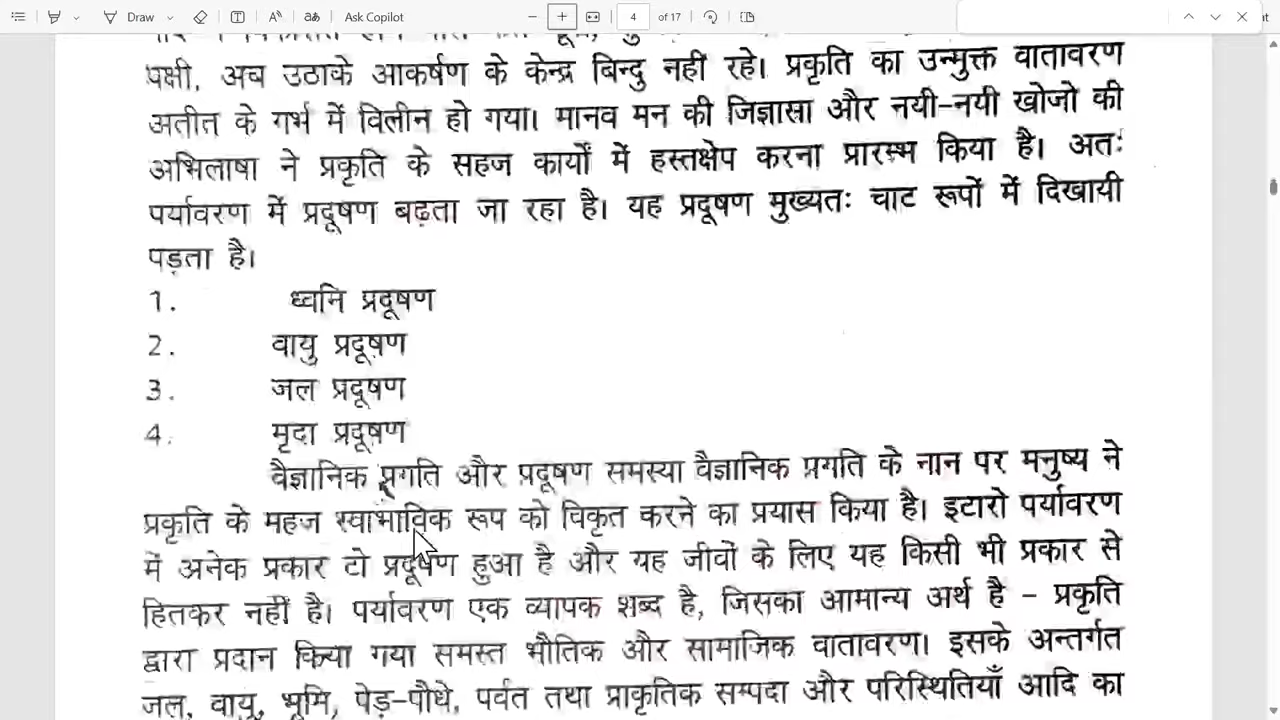 Draw
Ask Copilot
4 of 17
पक्षी, अच उठाके आकर्षण के केन्द्र बिन्दु नही रहे। प्रकृति का उन्मुक्त वातावरण
अतीत के गर्भ में विलीन हो गया। मानव मन की जिज्ञासा और नयी-नयी खोजो की
अभिलाषा ने प्रकृति के सहज कार्यों में हस्तक्षेप करना प्रारम्भ किया है। अतः
पर्यावरण में प्रदूषण बढ़ता जा रहा है। यह प्रदूषण मुख्यतः चाट रूपों में दिखायी
पड़ता है।
1. ध्वनि प्रदूषण
2. वायु प्रदूषण
3. जल प्रदूषण
4. मृदा प्रदूषण
वैज्ञानिक प्रगति और प्रदूषण समस्या वैज्ञानिक प्रगति के नान पर मनुष्य ने
प्रकृति के महज स्वाभाविक रूप को विकृत करने का प्रयास किया है। इटारो पर्यावरण
में अनेक प्रकार टो प्रदूषण हुआ है और यह जीवों के लिए यह किसी भी प्रकार से
हितकर नहीं है। पर्यावरण एक व्यापक शब्द है, जिसका आमान्य अर्थ है - प्रकृति
द्वारा प्रदान किया गया समस्त भौतिक और सामाजिक वातावरण। इसके अन्तर्गत
जल, वायु, भूमि, पेड़-पौधे, पर्वत तथा प्राकृतिक सम्पदा और परिस्थितियाँ आदि का